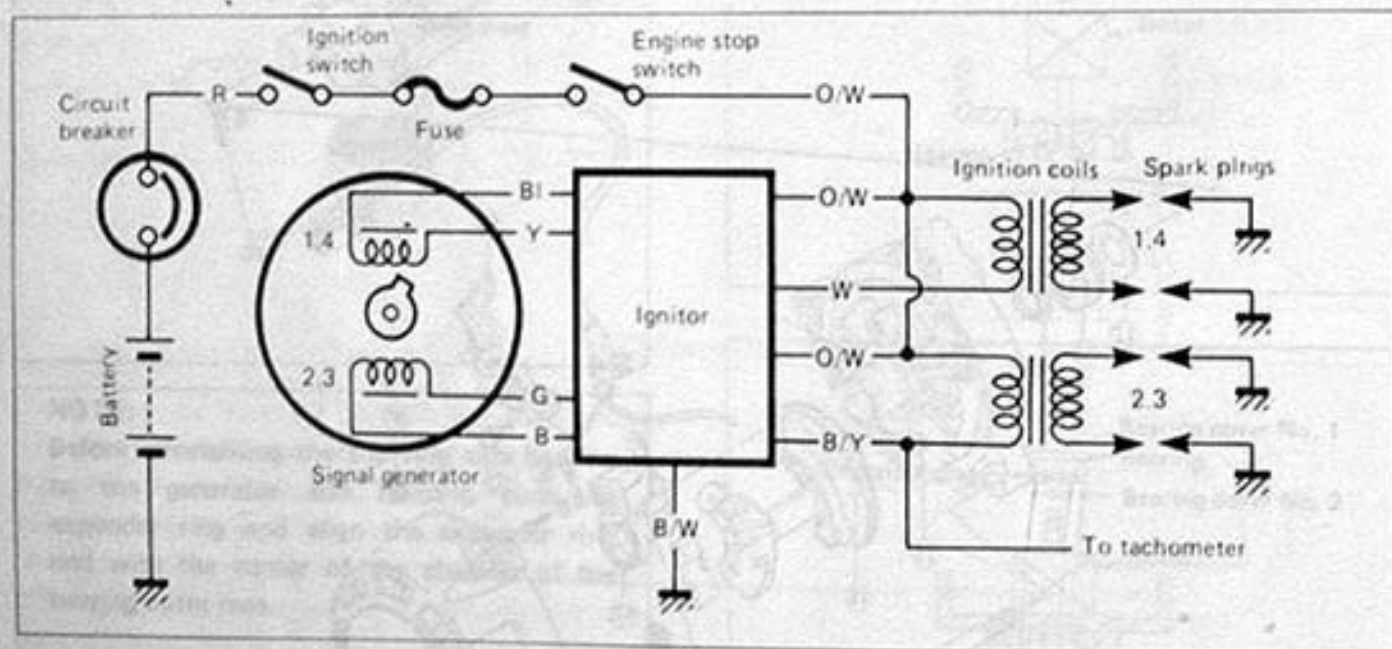 Ignition
switch
Engine stop
switch
Circuit
breaker
R
O/W
Fuse
Ignition coils
Spark plngs
Bl
O/W
1.4
Y
1.4
W
Ignitor
O/W
Battery
2.3
G
2.3
B
B/Y
Signal generator
B/W
To tachometer